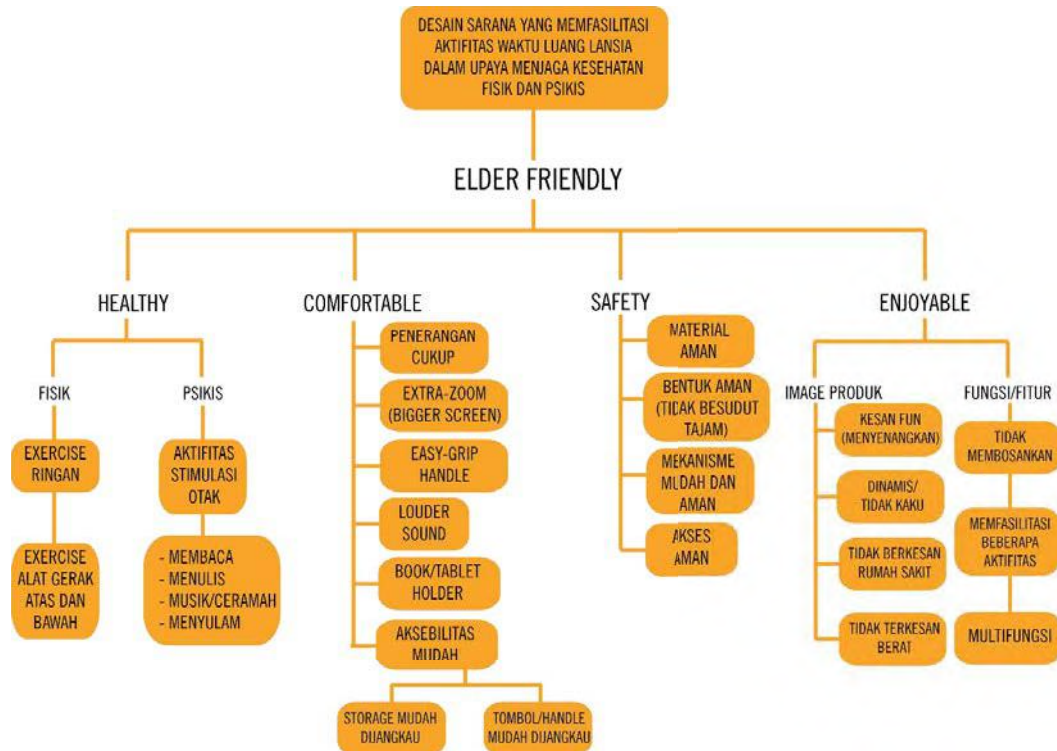 DESAIN SARANA YANG MEMFASILITASI
AKTIFITAS WAKTU LUANG LANSIA
DALAM UPAYA MENJAGA KESEHATAN
FISIK DAN PSIKIS
ELDER FRIENDLY
HEALTHY
FISIK
EXERCISE
RINGAN
EXERCISE
ALAT GERAK
ATAS DAN
BAWAH
PSIKIS
AKTIFITAS
STIMULASI
OTAK
- MEMBACA
- MENULIS
- MUSIK/CERAMAH
- MENYULAM
COMFORTABLE
PENERANGAN
CUKUP
EXTRA-ZOOM
(BIGGER SCREEN)
EASY-GRIP
HANDLE
LOUDER
SOUND
BOOK/TABLET
HOLDER
AKSEBILITAS
MUDAH
STORAGE MUDAH
DIJANGKAU
TOMBOL/HANDLE
MUDAH DIJANGKAU
SAFETY
MATERIAL
AMAN
BENTUK AMAN
(TIDAK BESUDUT
TAJAM)
MEKANISME
MUDAH DAN
AMAN
AKSES
AMAN
ENJOYABLE
IMAGE PRODUK
KESAN FUN
(MENYENANGKAN)
DINAMIS/
TIDAK KAKU
TIDAK BERKESAN
RUMAH SAKIT
TIDAK TERKESAN
BERAT
FUNGSI/FITUR
TIDAK
MEMBOSANKAN
MEMFASILITASI
BEBERAPA
AKTIFITAS
MULTIFUNGSI